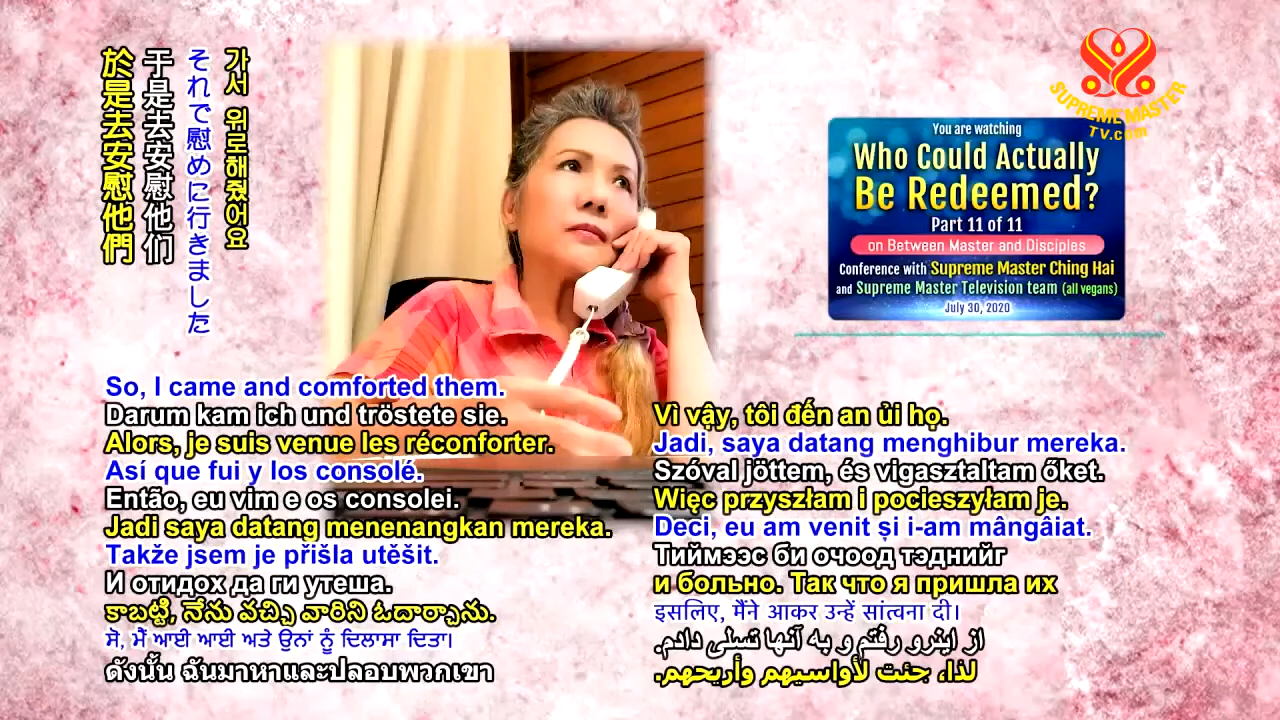 於是去安慰他們
于是去安慰他们
それで慰めに行きました
가서 위로해줬어요
SUPREME MASTER
TV.com
You are watching
Who Could Actually
Be Redeemed?
Part 11 of 11
on Between Master and Disciples
Conference with Supreme Master Ching Hai
and Supreme Master Television team (all vegans)
July 30, 2020
So, I came and comforted them.
Darum kam ich und tröstete sie.
Alors, je suis venue les réconforter.
Así que fui y los consolé.
Então, eu vim e os consolei.
Jadi saya datang menenangkan mereka.
Takže jsem je přišla utěšit.
И отидох да ги утеша.
కాబట్టి, నేను వచ్చి వారిని ఓదార్చాను.
ਸੋ, ਮੈਂ ਆਈ ਆਈ ਅਤੇ ਉਨਾਂ ਨੂੰ ਦਿਲਾਸਾ ਦਿਤਾ।
ดังนั้น ฉันมาหาและปลอบพวกเขา
Vì vậy, tôi đến an ủi họ.
Jadi, saya datang menghibur mereka.
Szóval jöttem, és vigasztaltam őket.
Więc przyszłam i pocieszyłam je.
Deci, eu am venit și i-am mângâiat.
Тиймээс би очоод тэднийг
и больно. Так что я пришла их
इसलिए, मैंने आकर उन्हें सांत्वना दी।
از اینرو رفتم و به آنها تسلی دادم.
لذا، جئت لأواسيهم وأريحهم.